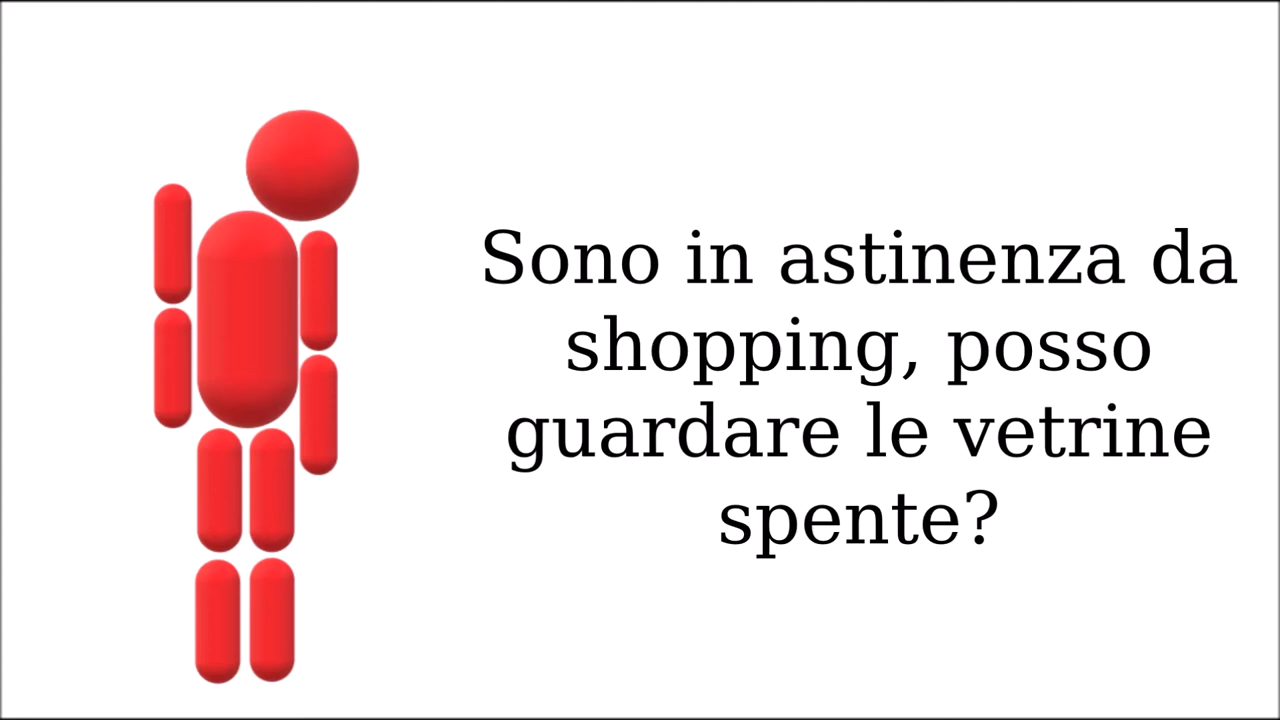 Sono in astinenza da
shopping, posso
guardare le vetrine
spente?